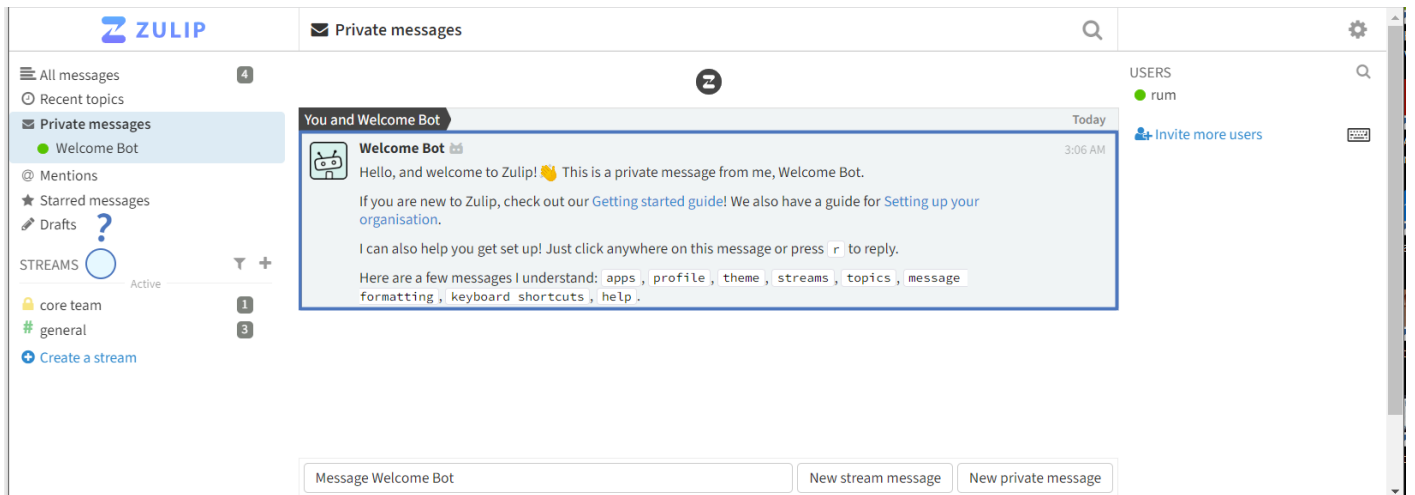 ZULIP
Private messages
All messages 4
Recent topics
Private messages
Welcome Bot
Mentions
Starred messages
Drafts
?
STREAMS
Active
core team 1
# general 3
Create a stream
You and Welcome Bot Today
Welcome Bot 3:06 AM
Hello, and welcome to Zulip! 👋 This is a private message from me, Welcome Bot.
If you are new to Zulip, check out our Getting started guide! We also have a guide for Setting up your
organisation.
I can also help you get set up! Just click anywhere on this message or press r to reply.
Here are a few messages I understand: apps, profile, theme, streams, topics, message
formatting, keyboard shortcuts, help.
Message Welcome Bot New stream message New private message
USERS
rum
Invite more users